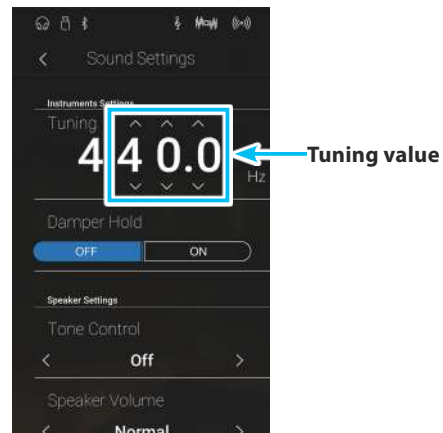 Sound Settings
Instruments Settings
Tuning
440.0
Tuning value
Hz
Damper Hold
OFF ON
Speaker Settings
Tone Control
< Off >
Speaker Volume
< Normal >